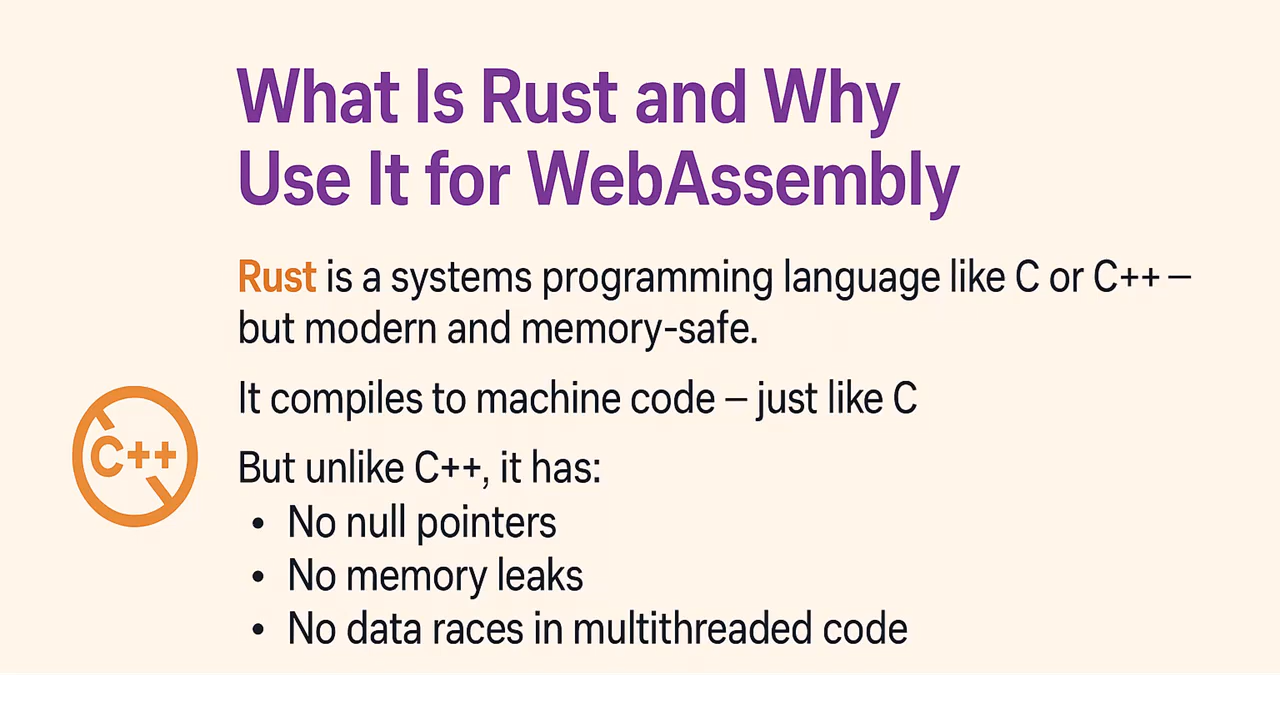 What Is Rust and Why
Use It for WebAssembly
Rust is a systems programming language like C or C++ –
but modern and memory-safe.
It compiles to machine code – just like C
C++
But unlike C++, it has:
• No null pointers
• No memory leaks
• No data races in multithreaded code